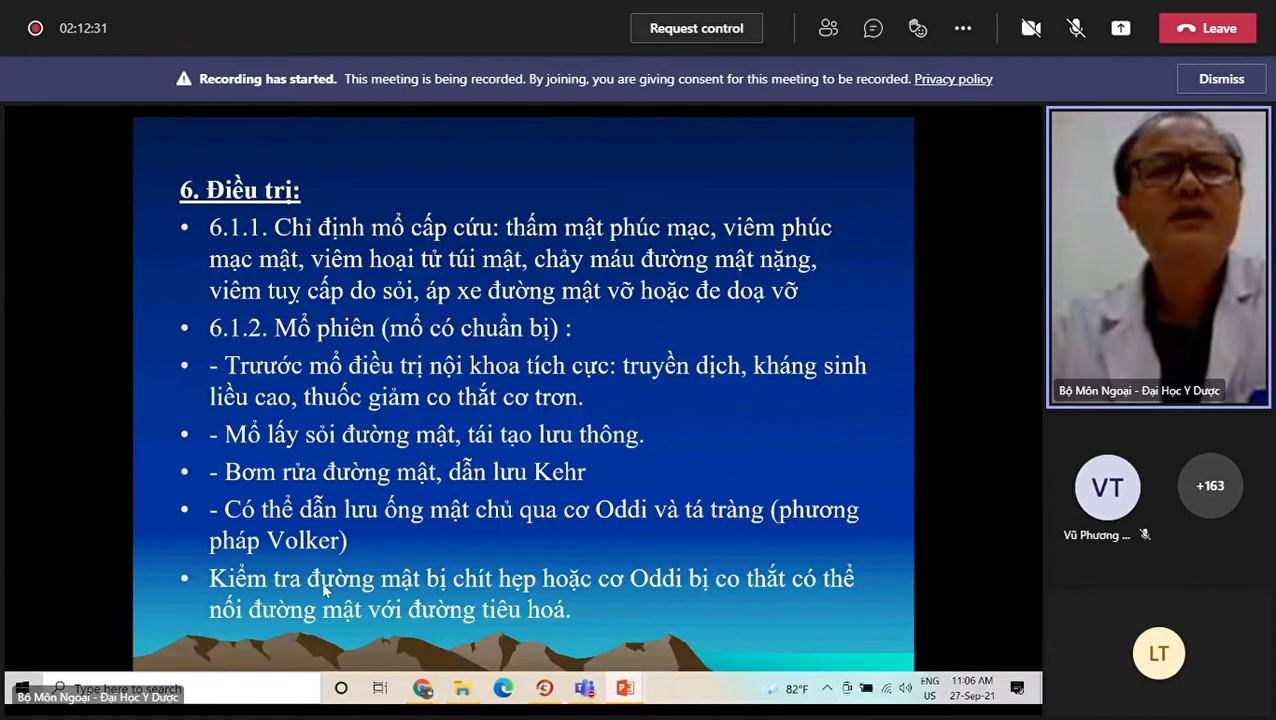 02:12:31
Request control
Leave
Recording has started. This meeting is being recorded. By joining, you are giving consent for this meeting to be recorded. Privacy policy
Dismiss
6. Điều trị:
• 6.1.1. Chỉ định mổ cấp cứu: thấm mật phúc mạc, viêm phúc
mạc mật, viêm hoại tử túi mật, chảy máu đường mật nặng,
viêm tuỵ cấp do sỏi, áp xe đường mật vỡ hoặc đe doạ vỡ
• 6.1.2. Mổ phiên (mổ có chuẩn bị) :
• - Trưước mổ điều trị nội khoa tích cực: truyền dịch, kháng sinh
liều cao, thuốc giảm co thắt cơ trơn.
• - Mổ lấy sỏi đường mật, tái tạo lưu thông.
• - Bơm rửa đường mật, dẫn lưu Kehr
• - Có thể dẫn lưu ống mật chủ qua cơ Oddi và tá tràng (phương
pháp Volker)
• Kiểm tra đường mật bị chít hẹp hoặc cơ Oddi bị co thắt có thể
nối đường mật với đường tiêu hoá.
Bộ Môn Ngoại - Đại Học Y Dược
VT
+163
Vũ Phương ...
LT
Type here to search
Bộ Môn Ngoại - Đại Học Y Dược
82°F
ENG
US
11:06 AM
27-Sep-21